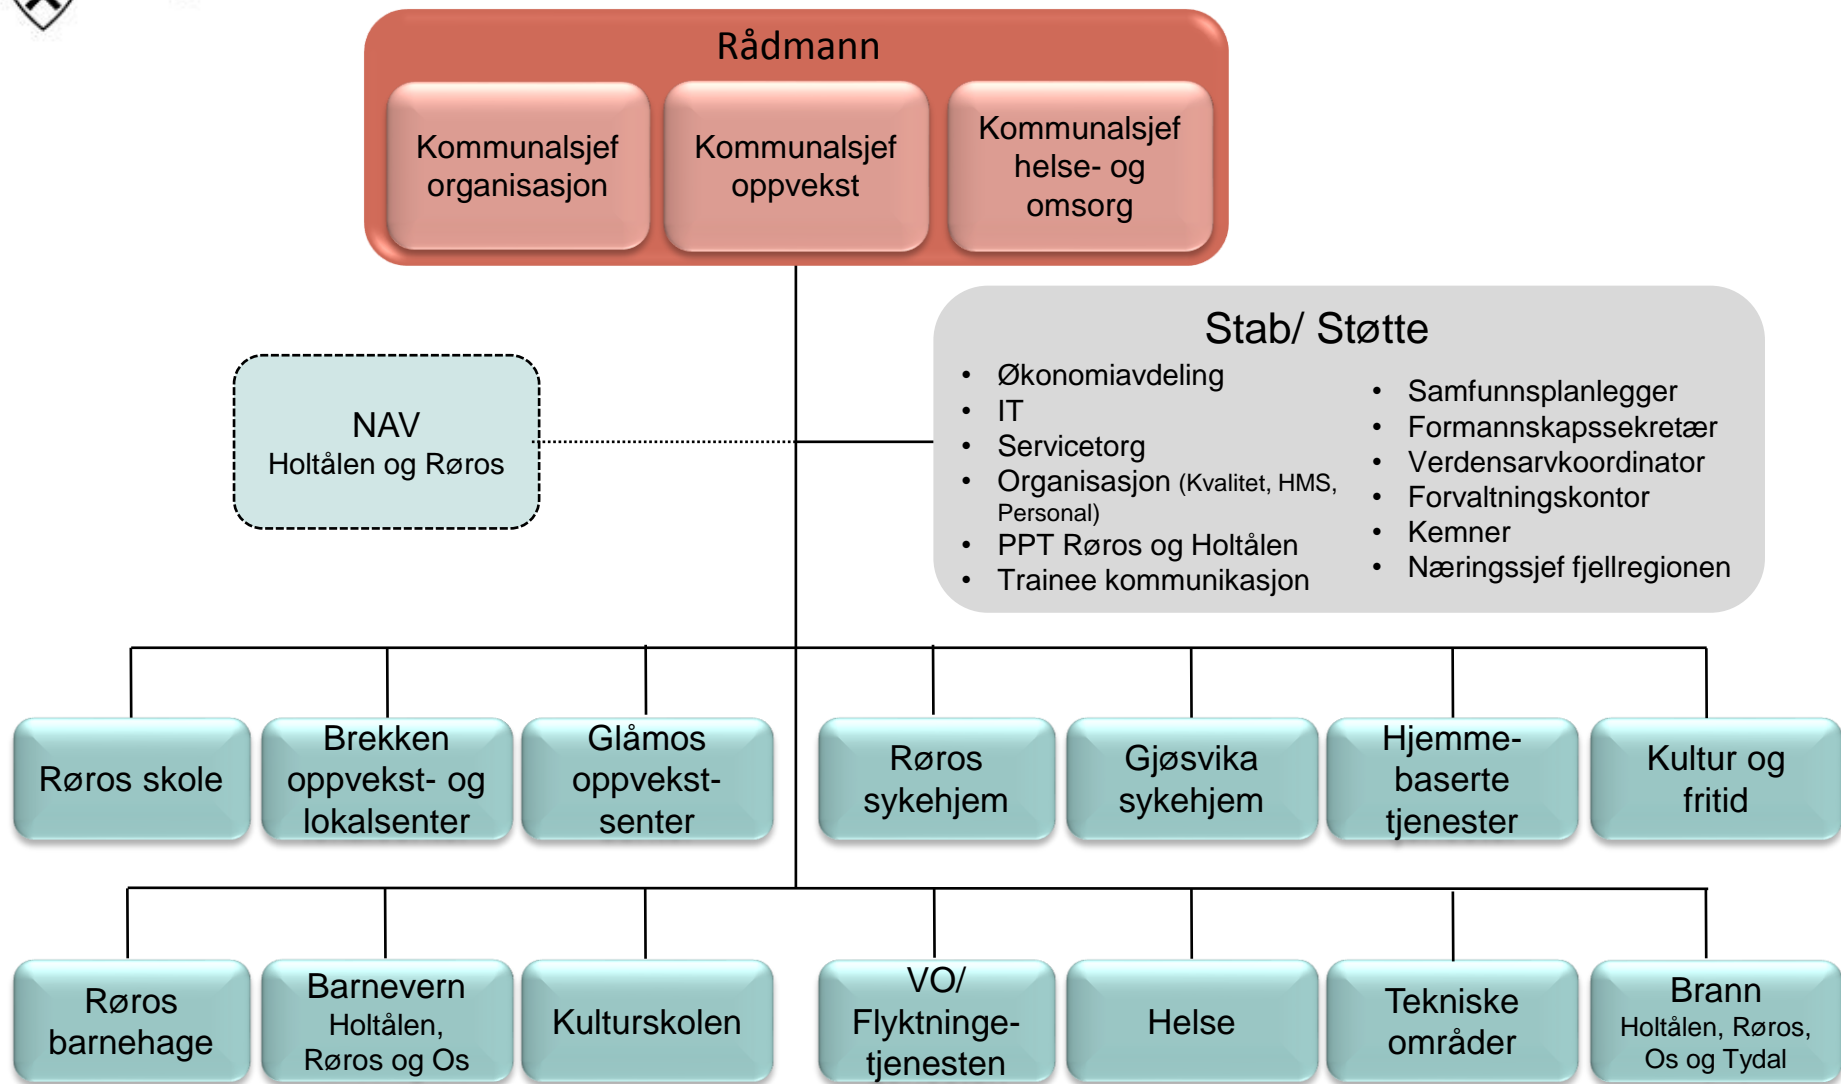 Rådmann
Kommunalsjef
organisasjon
Kommunalsjef
oppvekst
Kommunalsjef
helse- og
omsorg
NAV
Holtålen og Røros
Stab/ Støtte
• Økonomiavdeling
• IT
• Servicetorg
• Organisasjon (Kvalitet, HMS,
Personal)
• PPT Røros og Holtålen
• Trainee kommunikasjon
• Samfunnsplanlegger
• Formannskapssekretær
• Verdensarvkoordinator
• Forvaltningskontor
• Kemner
• Næringssjef fjellregionen
Røros skole
Brekken
oppvekst- og
lokalsenter
Glåmos
oppvekst-
senter
Røros
sykehjem
Gjøsvika
sykehjem
Hjemme-
baserte
tjenester
Kultur og
fritid
Røros
barnehage
Barnevern
Holtålen,
Røros og Os
Kulturskolen
VO/
Flyktninge-
tjenesten
Helse
Tekniske
områder
Brann
Holtålen, Røros,
Os og Tydal